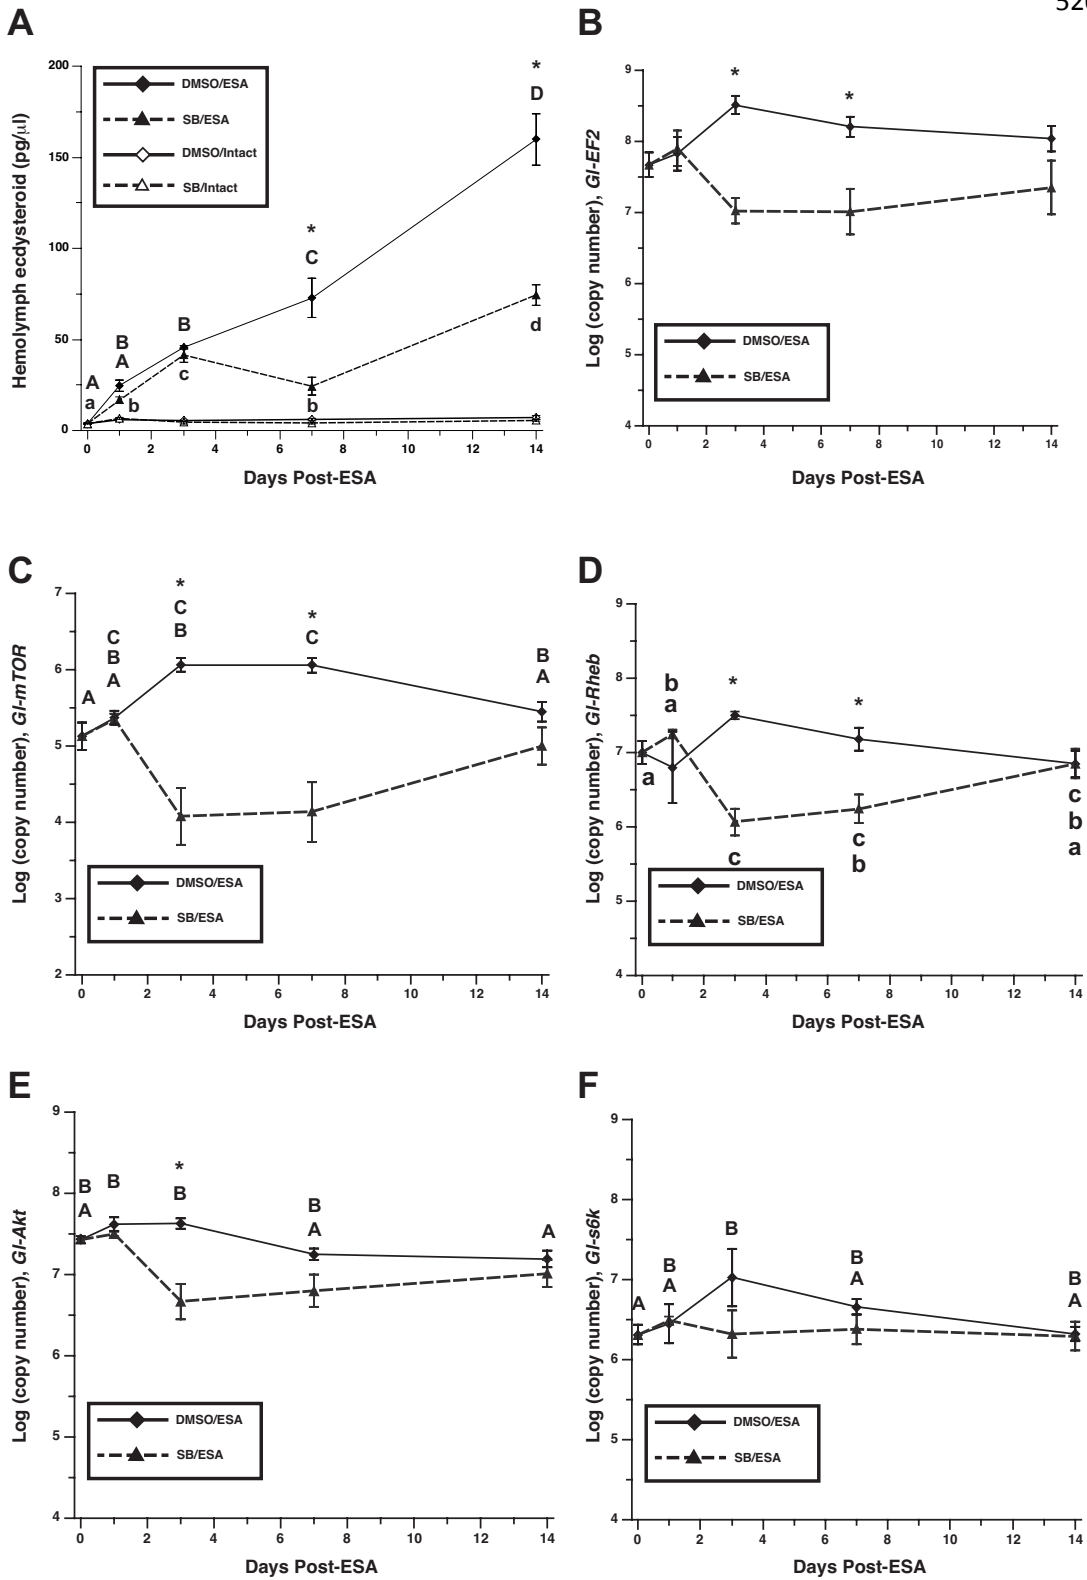 526
A
Hemolymph ecdysteroid (pg/µl)
200
150
100
50
0
DMSO/ESA
SB/ESA
DMSO/Intact
SB/Intact
*
D
*
C
B
B
A
A
a
b
c
b
d
0 2 4 6 8 10 12 14
Days Post-ESA
B
Log (copy number), Gl-EF2
9
8
7
6
5
4
*
*
DMSO/ESA
SB/ESA
0 2 4 6 8 10 12 14
Days Post-ESA
C
Log (copy number), Gl-mTOR
7
6
5
4
3
2
A
C
B
A
*
C
B
*
C
B
A
DMSO/ESA
SB/ESA
0 2 4 6 8 10 12 14
Days Post-ESA
D
Log (copy number), Gl-Rheb
9
8
7
6
5
4
b
a
*
*
a
c
c
b
c
b
a
DMSO/ESA
SB/ESA
0 2 4 6 8 10 12 14
Days Post-ESA
E
Log (copy number), Gl-Akt
9
8
7
6
5
4
B
A
B
*
B
B
A
A
DMSO/ESA
SB/ESA
0 2 4 6 8 10 12 14
Days Post-ESA
F
Log (copy number), Gl-s6k
9
8
7
6
5
4
A
B
A
B
B
A
B
A
DMSO/ESA
SB/ESA
0 2 4 6 8 10 12 14
Days Post-ESA